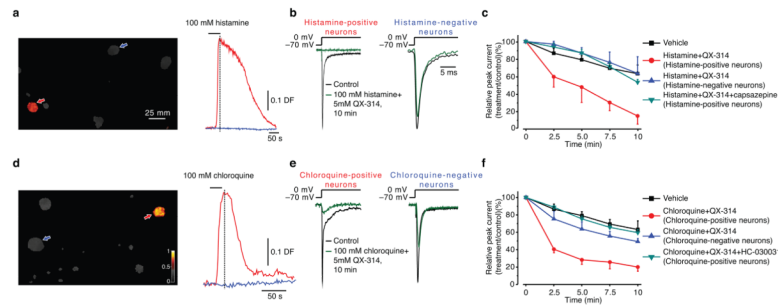 a
100 mM histamine
25 mm
0.1 DF
50 s
b
Histamine-positive
neurons
Histamine-negative
neurons
0 mV
−70 mV
0 mV
−70 mV
5 ms
Control
100 mM histamine+
5mM QX-314,
10 min
c
Relative peak current
(treatment/control)(%)
100
80
60
40
20
0
0 2.5 5.0 7.5 10
Time (min)
Vehicle
Histamine+QX-314
(Histamine-positive neurons)
Histamine+QX-314
(Histamine-negative neurons)
Histamine+QX-314+capsazepine
(Histamine-positive neurons)
d
100 mM chloroquine
1
0.5
0
0.1 DF
50 s
e
Chloroquine-positive
neurons
Chloroquine-negative
neurons
0 mV
−70 mV
0 mV
−70 mV
Control
100 mM chloroquine+
5mM QX-314,
10 min
f
Relative peak current
(treatment/control)(%)
100
80
60
40
20
0
0 2.5 5.0 7.5 10
Time (min)
Vehicle
Chloroquine+QX-314
(Chloroquine-positive neurons)
Chloroquine+QX-314
(Chloroquine-negative neurons)
Chloroquine+QX-314+HC-030031
(Chloroquine-positive neurons)